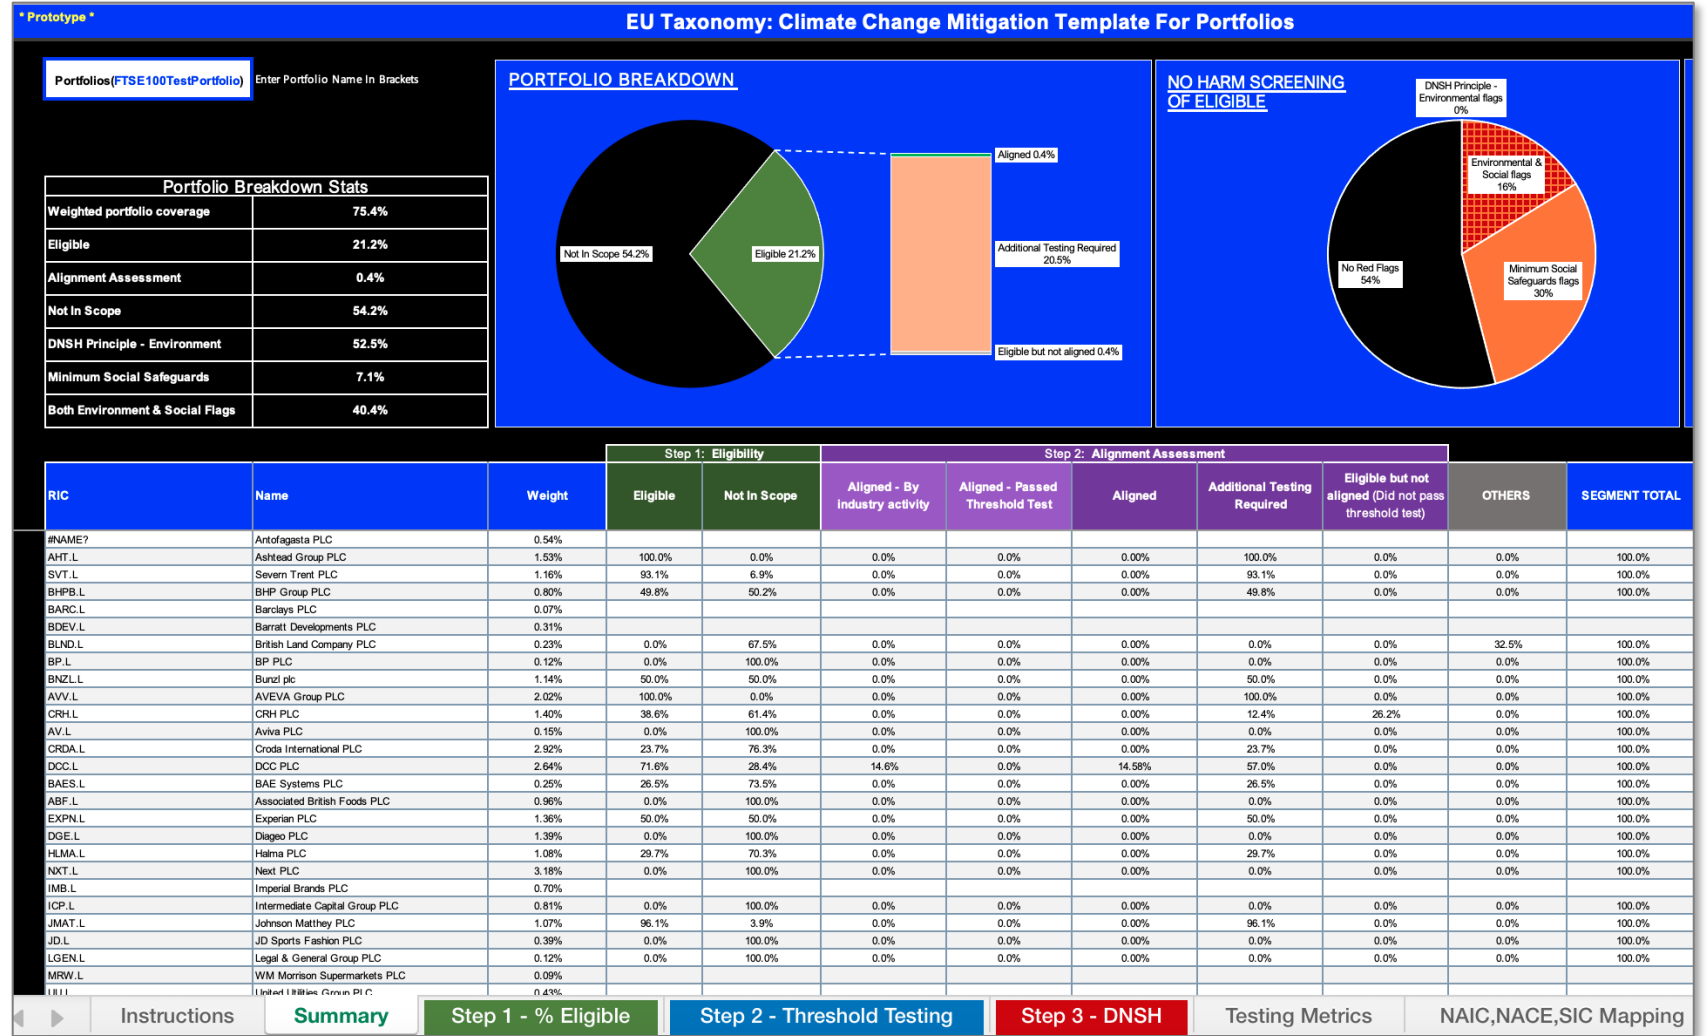 * Prototype *
EU Taxonomy: Climate Change Mitigation Template For Portfolios
Portfolios(FTSE100TestPortfolio) Enter Portfolio Name In Brackets
Portfolio Breakdown Stats
Weighted portfolio coverage 75.4%
Eligible 21.2%
Alignment Assessment 0.4%
Not In Scope 54.2%
DNSH Principle - Environment 52.5%
Minimum Social Safeguards 7.1%
Both Environment & Social Flags 40.4%
PORTFOLIO BREAKDOWN
Not In Scope 54.2%
Eligible 21.2%
Aligned 0.4%
Additional Testing Required
20.5%
Eligible but not aligned 0.4%
NO HARM SCREENING
OF ELIGIBLE
DNSH Principle -
Environmental flags
0%
Environmental &
Social flags
16%
No Red Flags
54%
Minimum Social
Safeguards flags
30%
Step 1: Eligibility Step 2: Alignment Assessment
RIC
Name
Weight
Eligible
Not In Scope
Aligned - By
industry activity
Aligned - Passed
Threshold Test
Aligned
Additional Testing
Required
Eligible but not
aligned (Did not pass
threshold test)
OTHERS
SEGMENT TOTAL
#NAME? Antofagasta PLC 0.54%
AHT.L Ashtead Group PLC 1.53% 100.0% 0.0% 0.0% 0.0% 0.00% 100.0% 0.0% 0.0% 100.0%
SVT.L Severn Trent PLC 1.16% 93.1% 6.9% 0.0% 0.0% 0.00% 93.1% 0.0% 0.0% 100.0%
BHPB.L BHP Group PLC 0.80% 49.8% 50.2% 0.0% 0.0% 0.00% 49.8% 0.0% 0.0% 100.0%
BARC.L Barclays PLC 0.07%
BDEV.L Barratt Developments PLC 0.31%
BLND.L British Land Company PLC 0.23% 0.0% 67.5% 0.0% 0.0% 0.00% 0.0% 0.0% 32.5% 100.0%
BP.L BP PLC 0.12% 0.0% 100.0% 0.0% 0.0% 0.00% 0.0% 0.0% 0.0% 100.0%
BNZL.L Bunzl plc 1.14% 50.0% 50.0% 0.0% 0.0% 0.00% 50.0% 0.0% 0.0% 100.0%
AVV.L AVEVA Group PLC 2.02% 100.0% 0.0% 0.0% 0.0% 0.00% 100.0% 0.0% 0.0% 100.0%
CRH.L CRH PLC 1.40% 38.6% 61.4% 0.0% 0.0% 0.00% 12.4% 26.2% 0.0% 100.0%
AV.L Aviva PLC 0.15% 0.0% 100.0% 0.0% 0.0% 0.00% 0.0% 0.0% 0.0% 100.0%
CRDA.L Croda International PLC 2.92% 23.7% 76.3% 0.0% 0.0% 0.00% 23.7% 0.0% 0.0% 100.0%
DCC.L DCC PLC 2.64% 71.6% 28.4% 14.6% 0.0% 14.58% 57.0% 0.0% 0.0% 100.0%
BAES.L BAE Systems PLC 0.25% 26.5% 73.5% 0.0% 0.0% 0.00% 26.5% 0.0% 0.0% 100.0%
ABF.L Associated British Foods PLC 0.96% 0.0% 100.0% 0.0% 0.0% 0.00% 0.0% 0.0% 0.0% 100.0%
EXPN.L Experian PLC 1.36% 50.0% 50.0% 0.0% 0.0% 0.00% 50.0% 0.0% 0.0% 100.0%
DGE.L Diageo PLC 1.39% 0.0% 100.0% 0.0% 0.0% 0.00% 0.0% 0.0% 0.0% 100.0%
HLMA.L Halma PLC 1.08% 29.7% 70.3% 0.0% 0.0% 0.00% 29.7% 0.0% 0.0% 100.0%
NXT.L Next PLC 3.18% 0.0% 100.0% 0.0% 0.0% 0.00% 0.0% 0.0% 0.0% 100.0%
IMB.L Imperial Brands PLC 0.70%
ICP.L Intermediate Capital Group PLC 0.81% 0.0% 100.0% 0.0% 0.0% 0.00% 0.0% 0.0% 0.0% 100.0%
JMAT.L Johnson Matthey PLC 1.07% 96.1% 3.9% 0.0% 0.0% 0.00% 96.1% 0.0% 0.0% 100.0%
JD.L JD Sports Fashion PLC 0.39% 0.0% 100.0% 0.0% 0.0% 0.00% 0.0% 0.0% 0.0% 100.0%
LGEN.L Legal & General Group PLC 0.12% 0.0% 100.0% 0.0% 0.0% 0.00% 0.0% 0.0% 0.0% 100.0%
MRW.L WM Morrison Supermarkets PLC 0.09%
UU.L United Utilities Group PLC 0.43%
Instructions Summary Step 1 - % Eligible Step 2 - Threshold Testing Step 3 - DNSH Testing Metrics NAIC,NACE,SIC Mapping